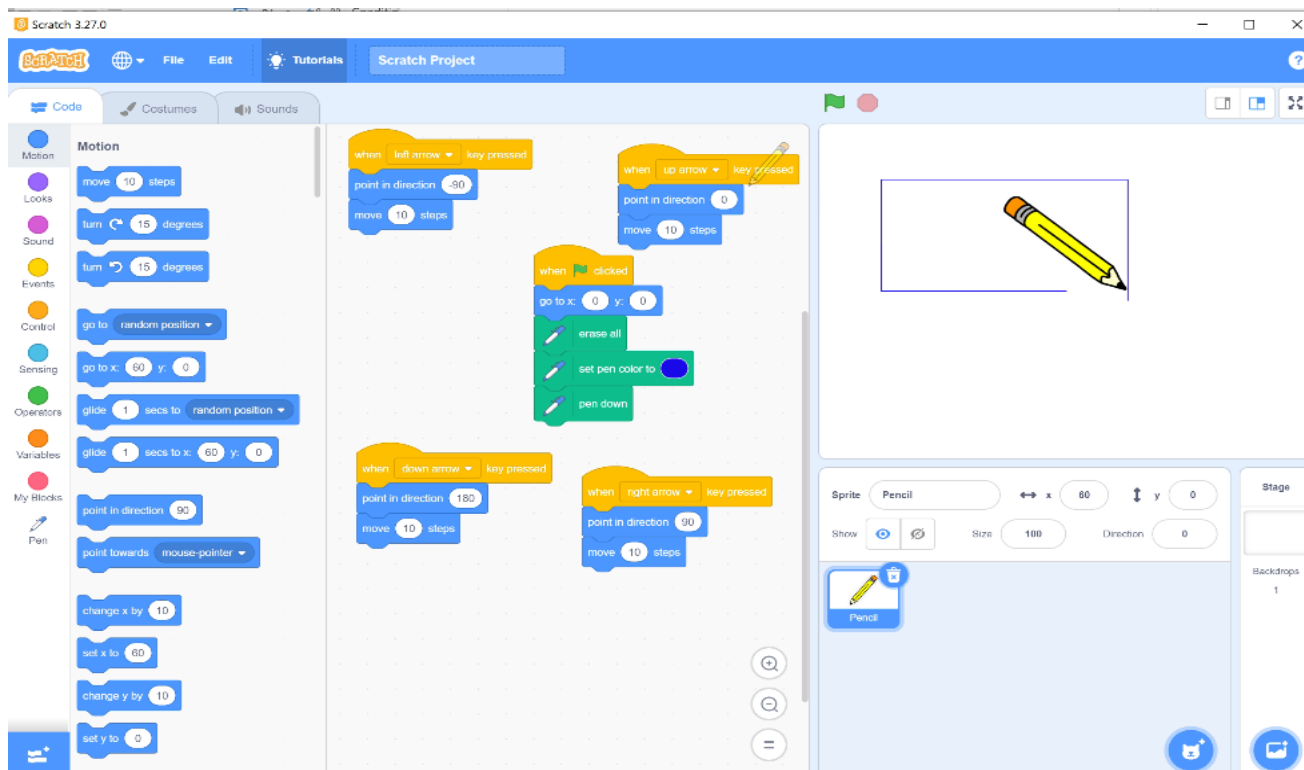 Scratch 3.27.0
SCRATCH File Edit Tutorials Scratch Project ?
Code Costumes Sounds
Motion
Looks
Sound
Events
Control
Sensing
Operators
Variables
My Blocks
Pen
Motion
move 10 steps
turn 15 degrees
turn 15 degrees
go to random position
go to x: 60 y: 0
glide 1 secs to random position
glide 1 secs to x: 60 y: 0
point in direction 90
point towards mouse-pointer
change x by 10
set x to 60
change y by 10
set y to 0
when left arrow key pressed
point in direction -90
move 10 steps
when up arrow key pressed
point in direction 0
move 10 steps
when clicked
go to x: 0 y: 0
erase all
set pen color to
pen down
when down arrow key pressed
point in direction 180
move 10 steps
when right arrow key pressed
point in direction 90
move 10 steps
Sprite Pencil x 60 y 0
Show Size 100 Direction 0
Pencil
Stage
Backdrops
1